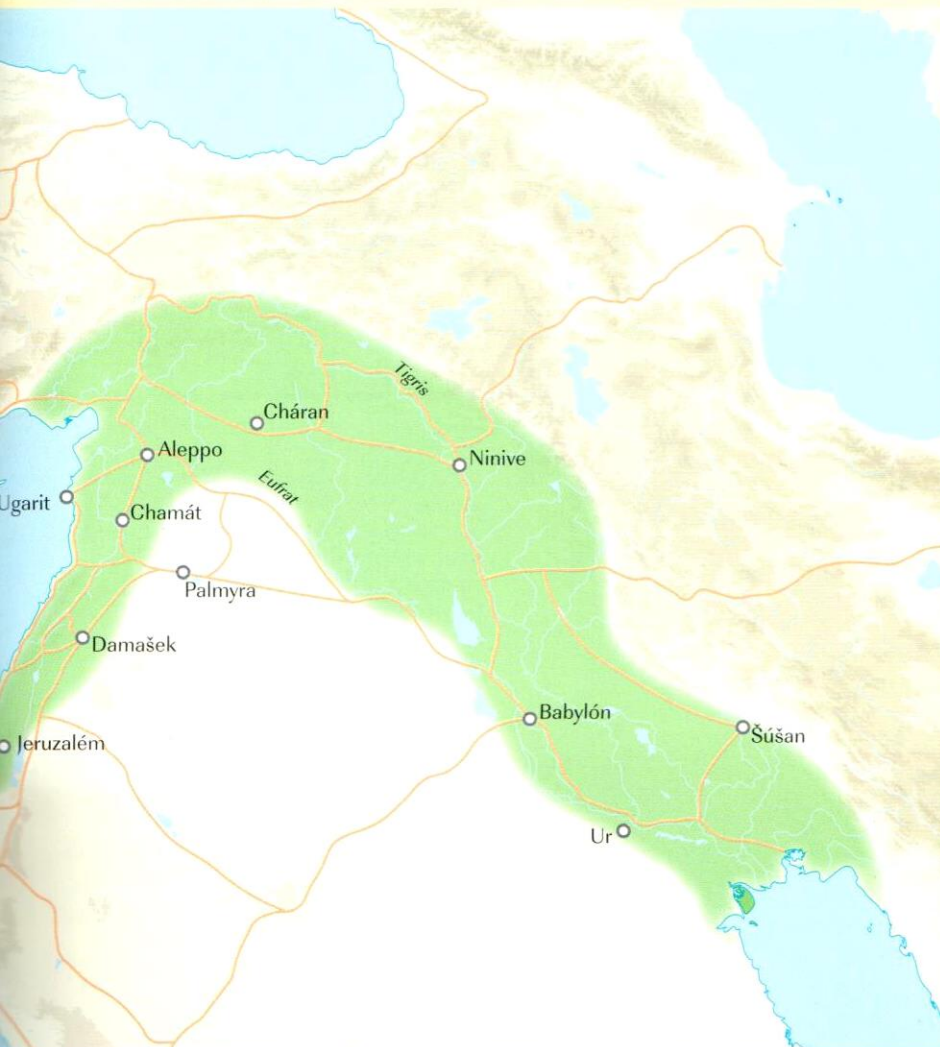 Tigris
Cháran
Aleppo
Ninive
Eufrat
Ugarit
Chamát
Palmyra
Damašek
Babylón
Šúšan
Jeruzalém
Ur